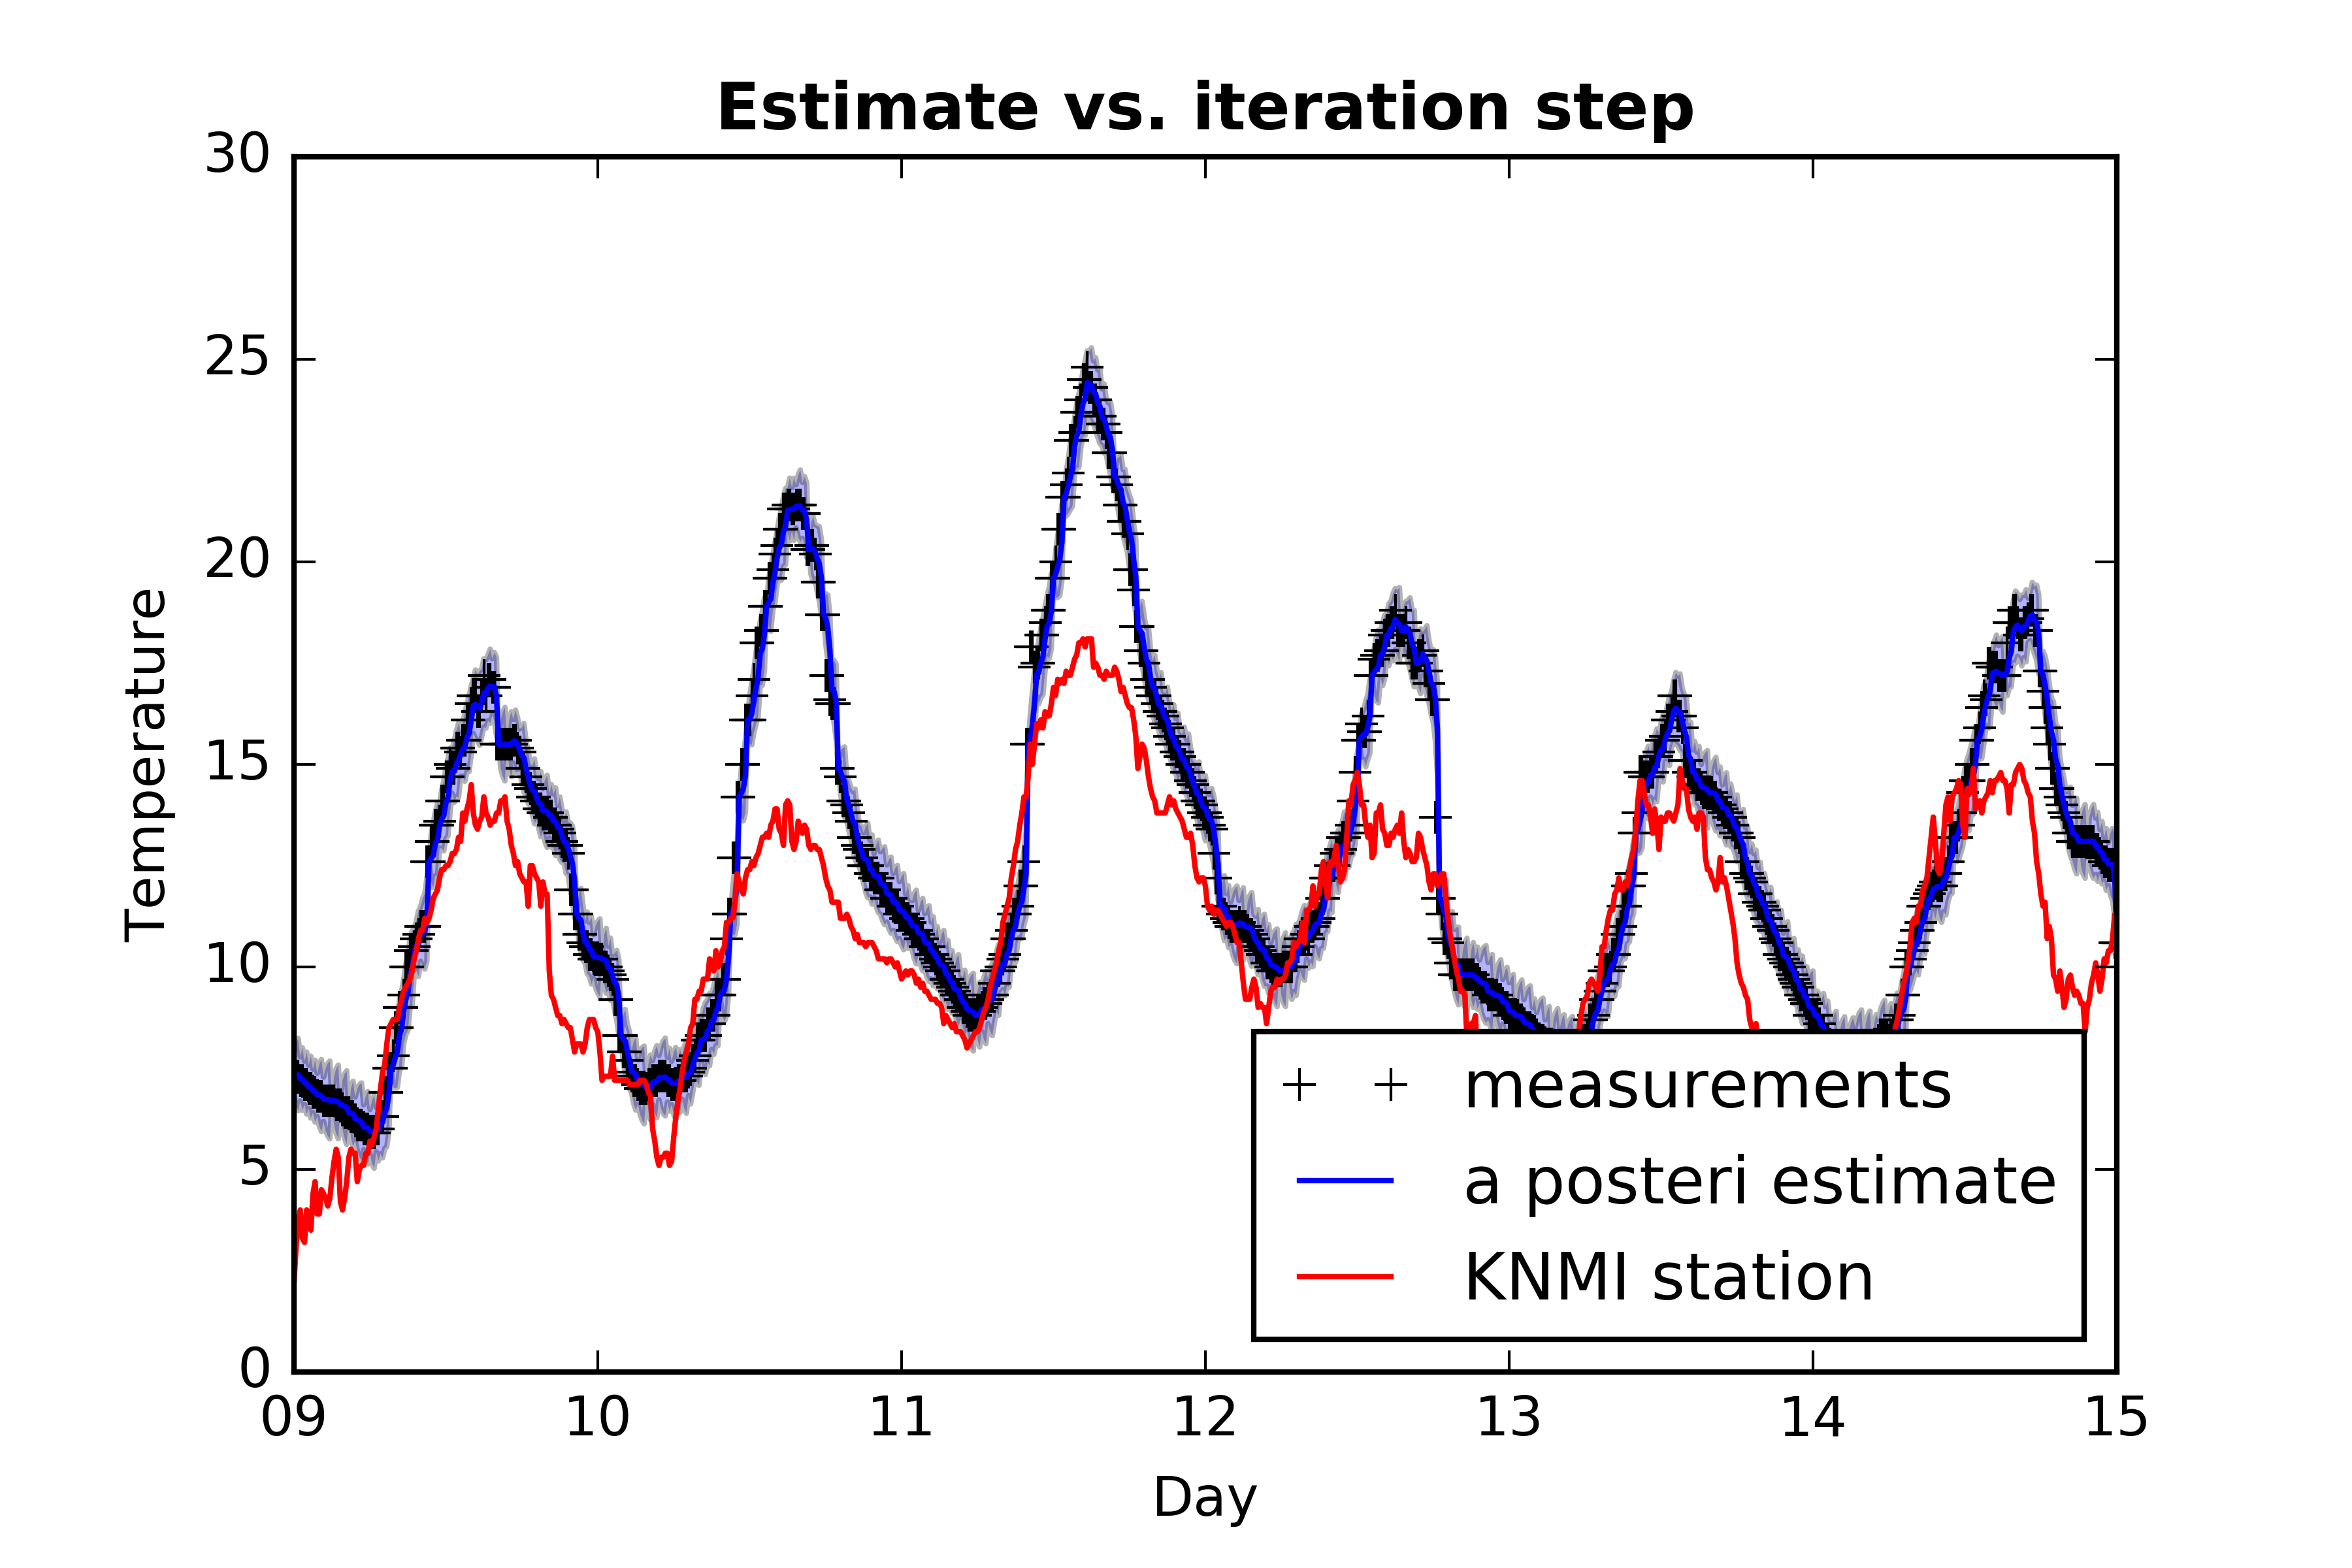 Estimate vs. iteration step
30
25
20
15
10
5
0
Temperature
09 10 11 12 13 14 15
Day
measurements
a posteri estimate
KNMI station